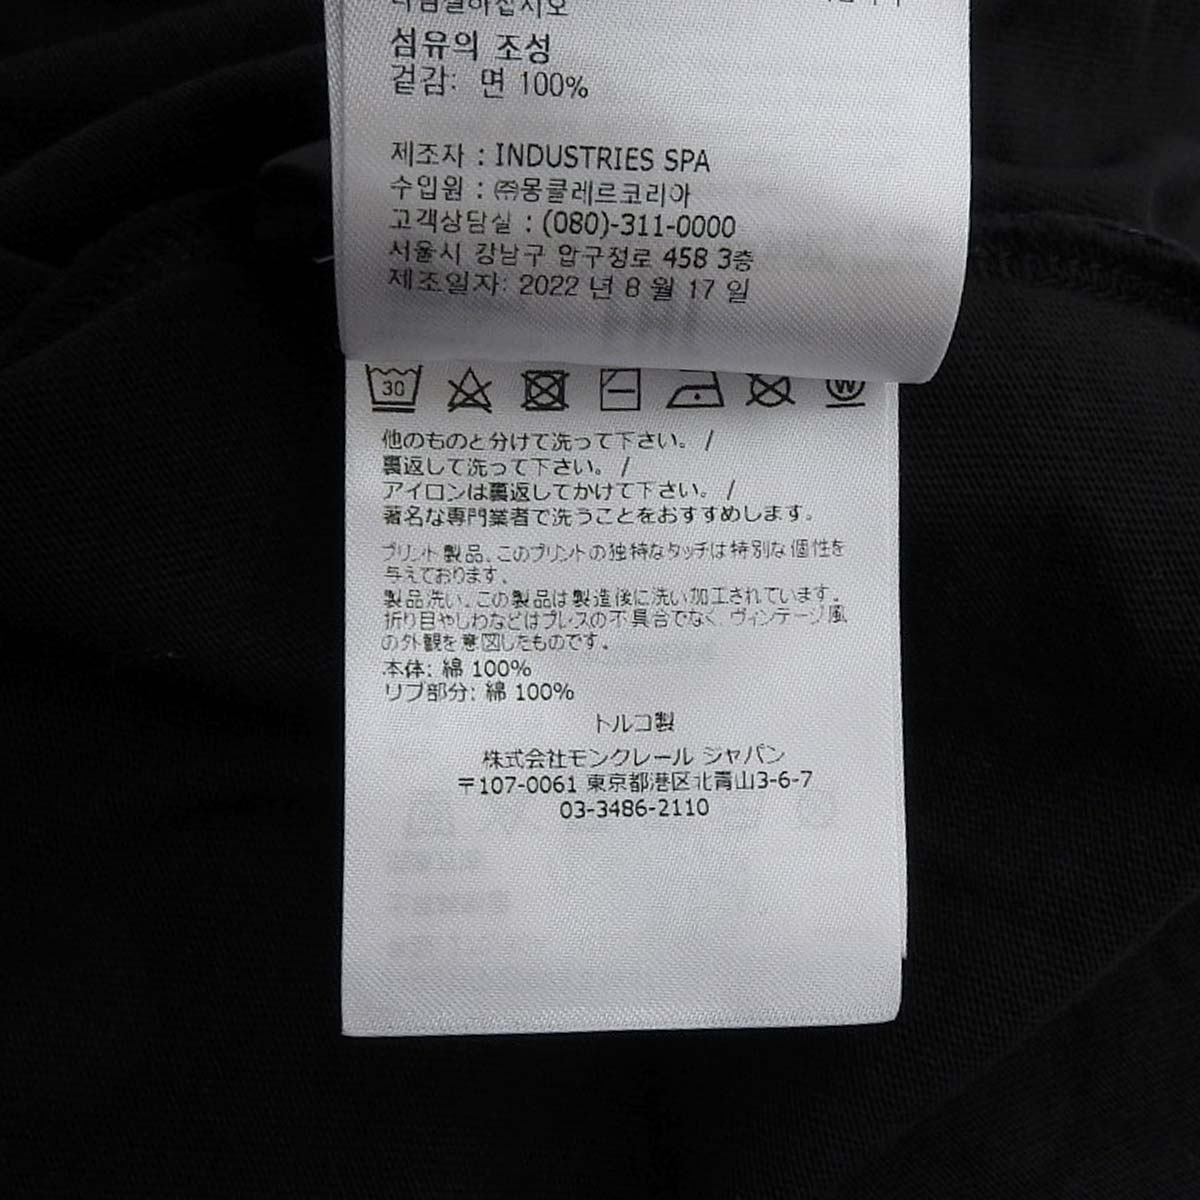 다림질하십시오
섬유의 조성
겉감: 면 100%
제조자 : INDUSTRIES SPA
수입원 : ㈜몽클레르코리아
고객상담실 : (080)-311-0000
서울시 강남구 압구정로 458 3층
제조일자: 2022 년 8 월 17 일
30
W
他のものと分けて洗って下さい。 /
裏返して洗って下さい。 /
アイロンは裏返してかけて下さい。 /
著名な専門業者で洗うことをおすすめします。
プリント製品、このプリントの独特なタッチは特別な個性を
与えております。
製品洗い、この製品は製造後に洗い加工されています。
折り目やしわなどはプレスの不具合でなく、ヴィンテージ風
の外観を意図したものです。
本体: 綿 100%
リブ部分: 綿 100%
トルコ製
株式会社モンクレール ジャパン
〒107-0061 東京都港区北青山3-6-7
03-3486-2110